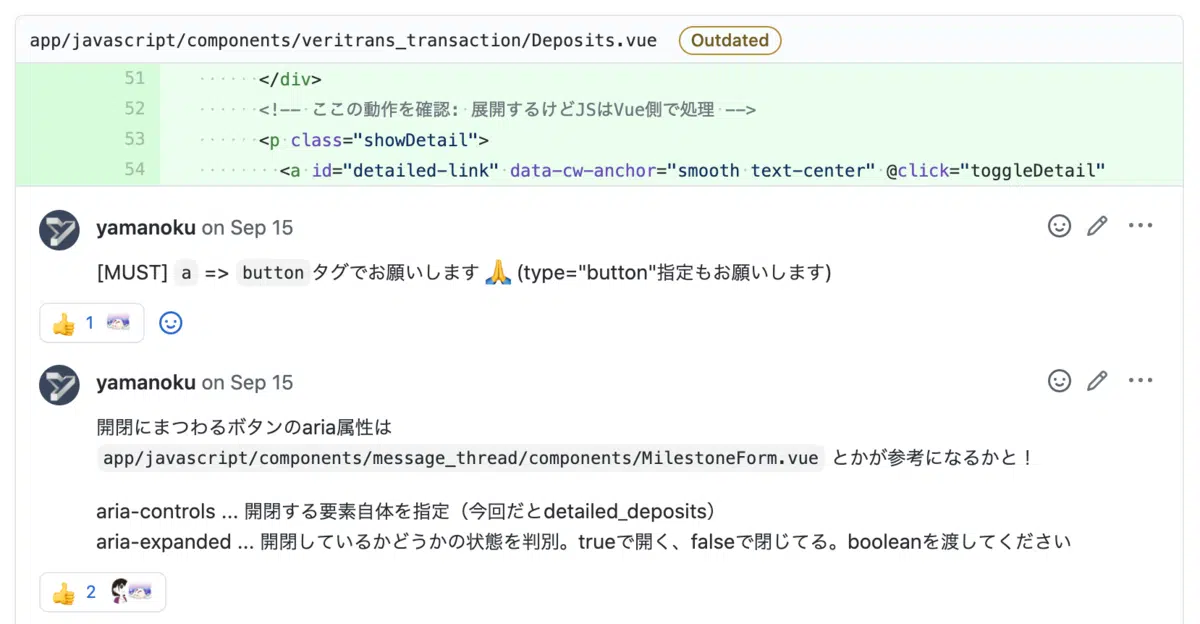 app/javascript/components/veritrans_transaction/Deposits.vue Outdated
51 ······</div>
52 ······<!--·ここの動作を確認:·展開するけどJSはVue側で処理·-->
53 ······<p·class="showDetail">
54 ········<a·id="detailed-link"·data-cw-anchor="smooth·text-center"·@click="toggleDetail"
yamanoku on Sep 15
[MUST] a => button タグでお願いします🙏(type="button"指定もお願いします)
👍 1
yamanoku on Sep 15
開閉にまつわるボタンのaria属性は
app/javascript/components/message_thread/components/MilestoneForm.vue とかが参考になるかと！
aria-controls ... 開閉する要素自体を指定（今回だとdetailed_deposits）
aria-expanded ... 開閉しているかどうかの状態を判別。trueで開く、falseで閉じてる。booleanを渡してください
👍 2